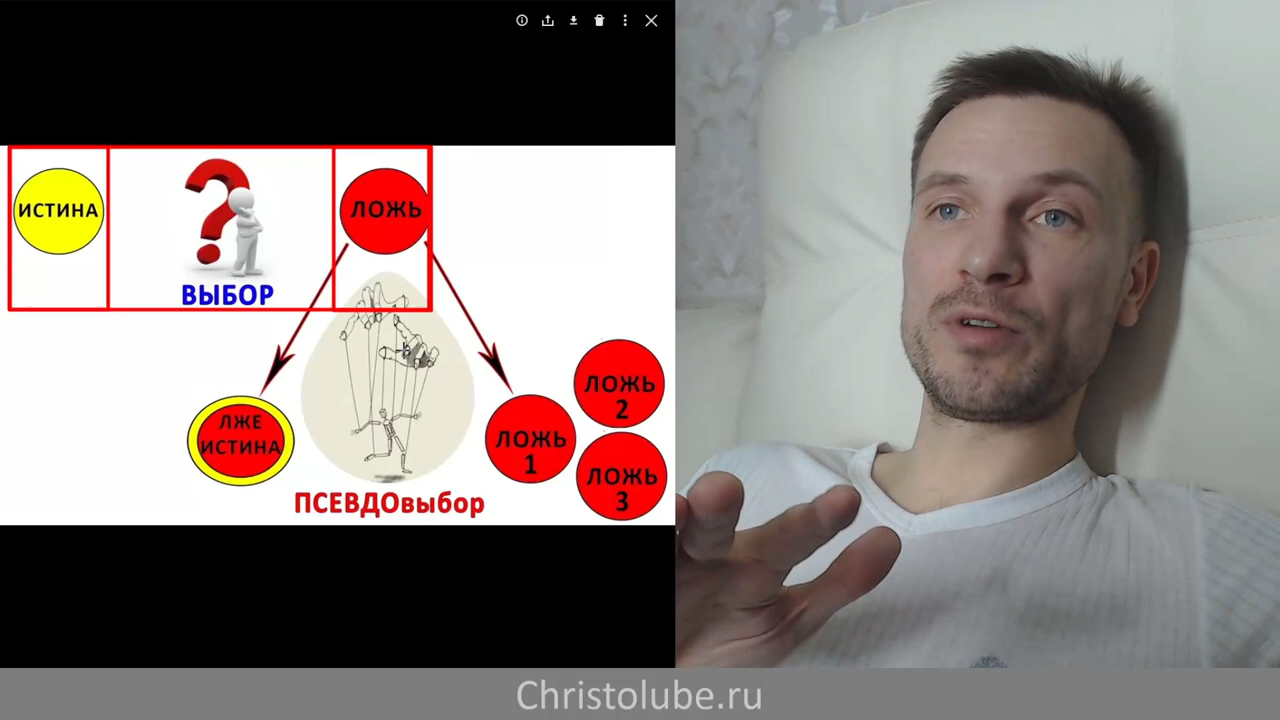 ИСТИНА
ЛОЖЬ
ВЫБОР
ЛЖЕ
ИСТИНА
ЛОЖЬ
1
ЛОЖЬ
2
ЛОЖЬ
3
ПСЕВДОвыбор
Christolube.ru